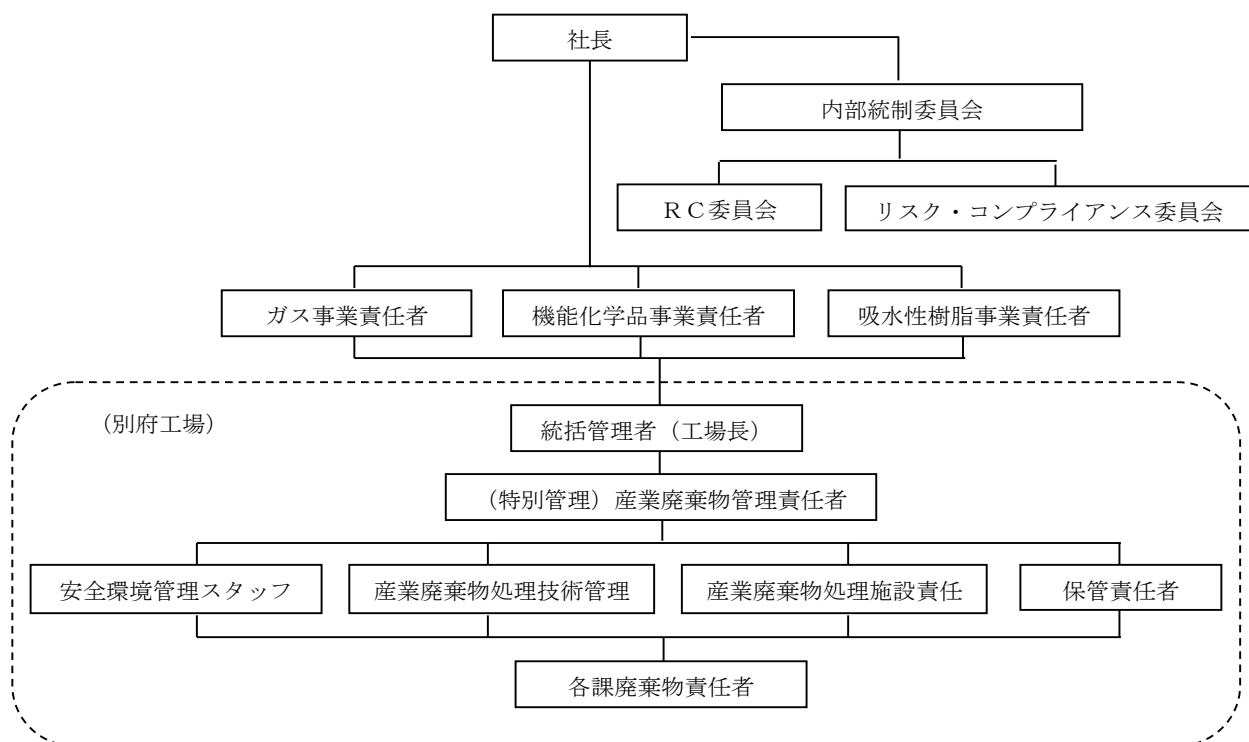 社長
内部統制委員会
ＲＣ委員会
リスク・コンプライアンス委員会
ガス事業責任者
機能化学品事業責任者
吸水性樹脂事業責任者
（別府工場）
統括管理者（工場長）
（特別管理）産業廃棄物管理責任者
安全環境管理スタッフ
産業廃棄物処理技術管理
産業廃棄物処理施設責任
保管責任者
各課廃棄物責任者